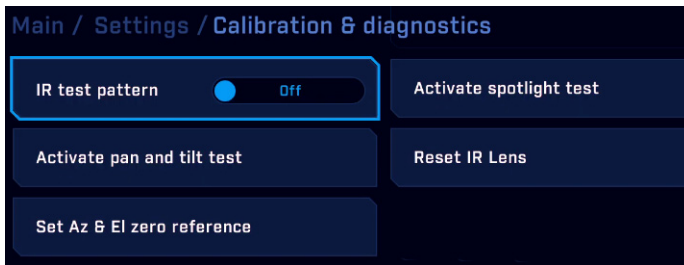 Main / Settings / Calibration & diagnostics
IR test pattern Off
Activate spotlight test
Activate pan and tilt test
Reset IR Lens
Set Az & El zero reference